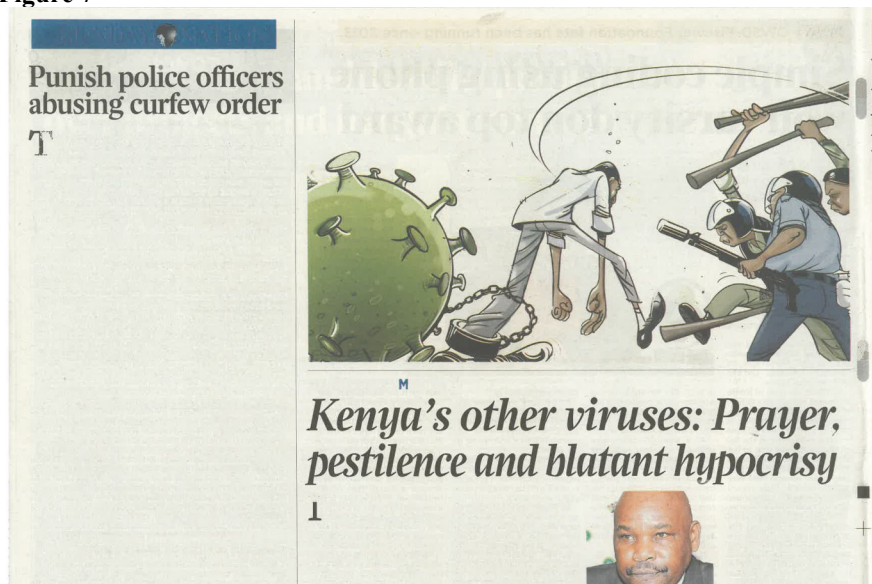 Punish police officers
abusing curfew order
T
M
Kenya's other viruses: Prayer,
pestilence and blatant hypocrisy
I